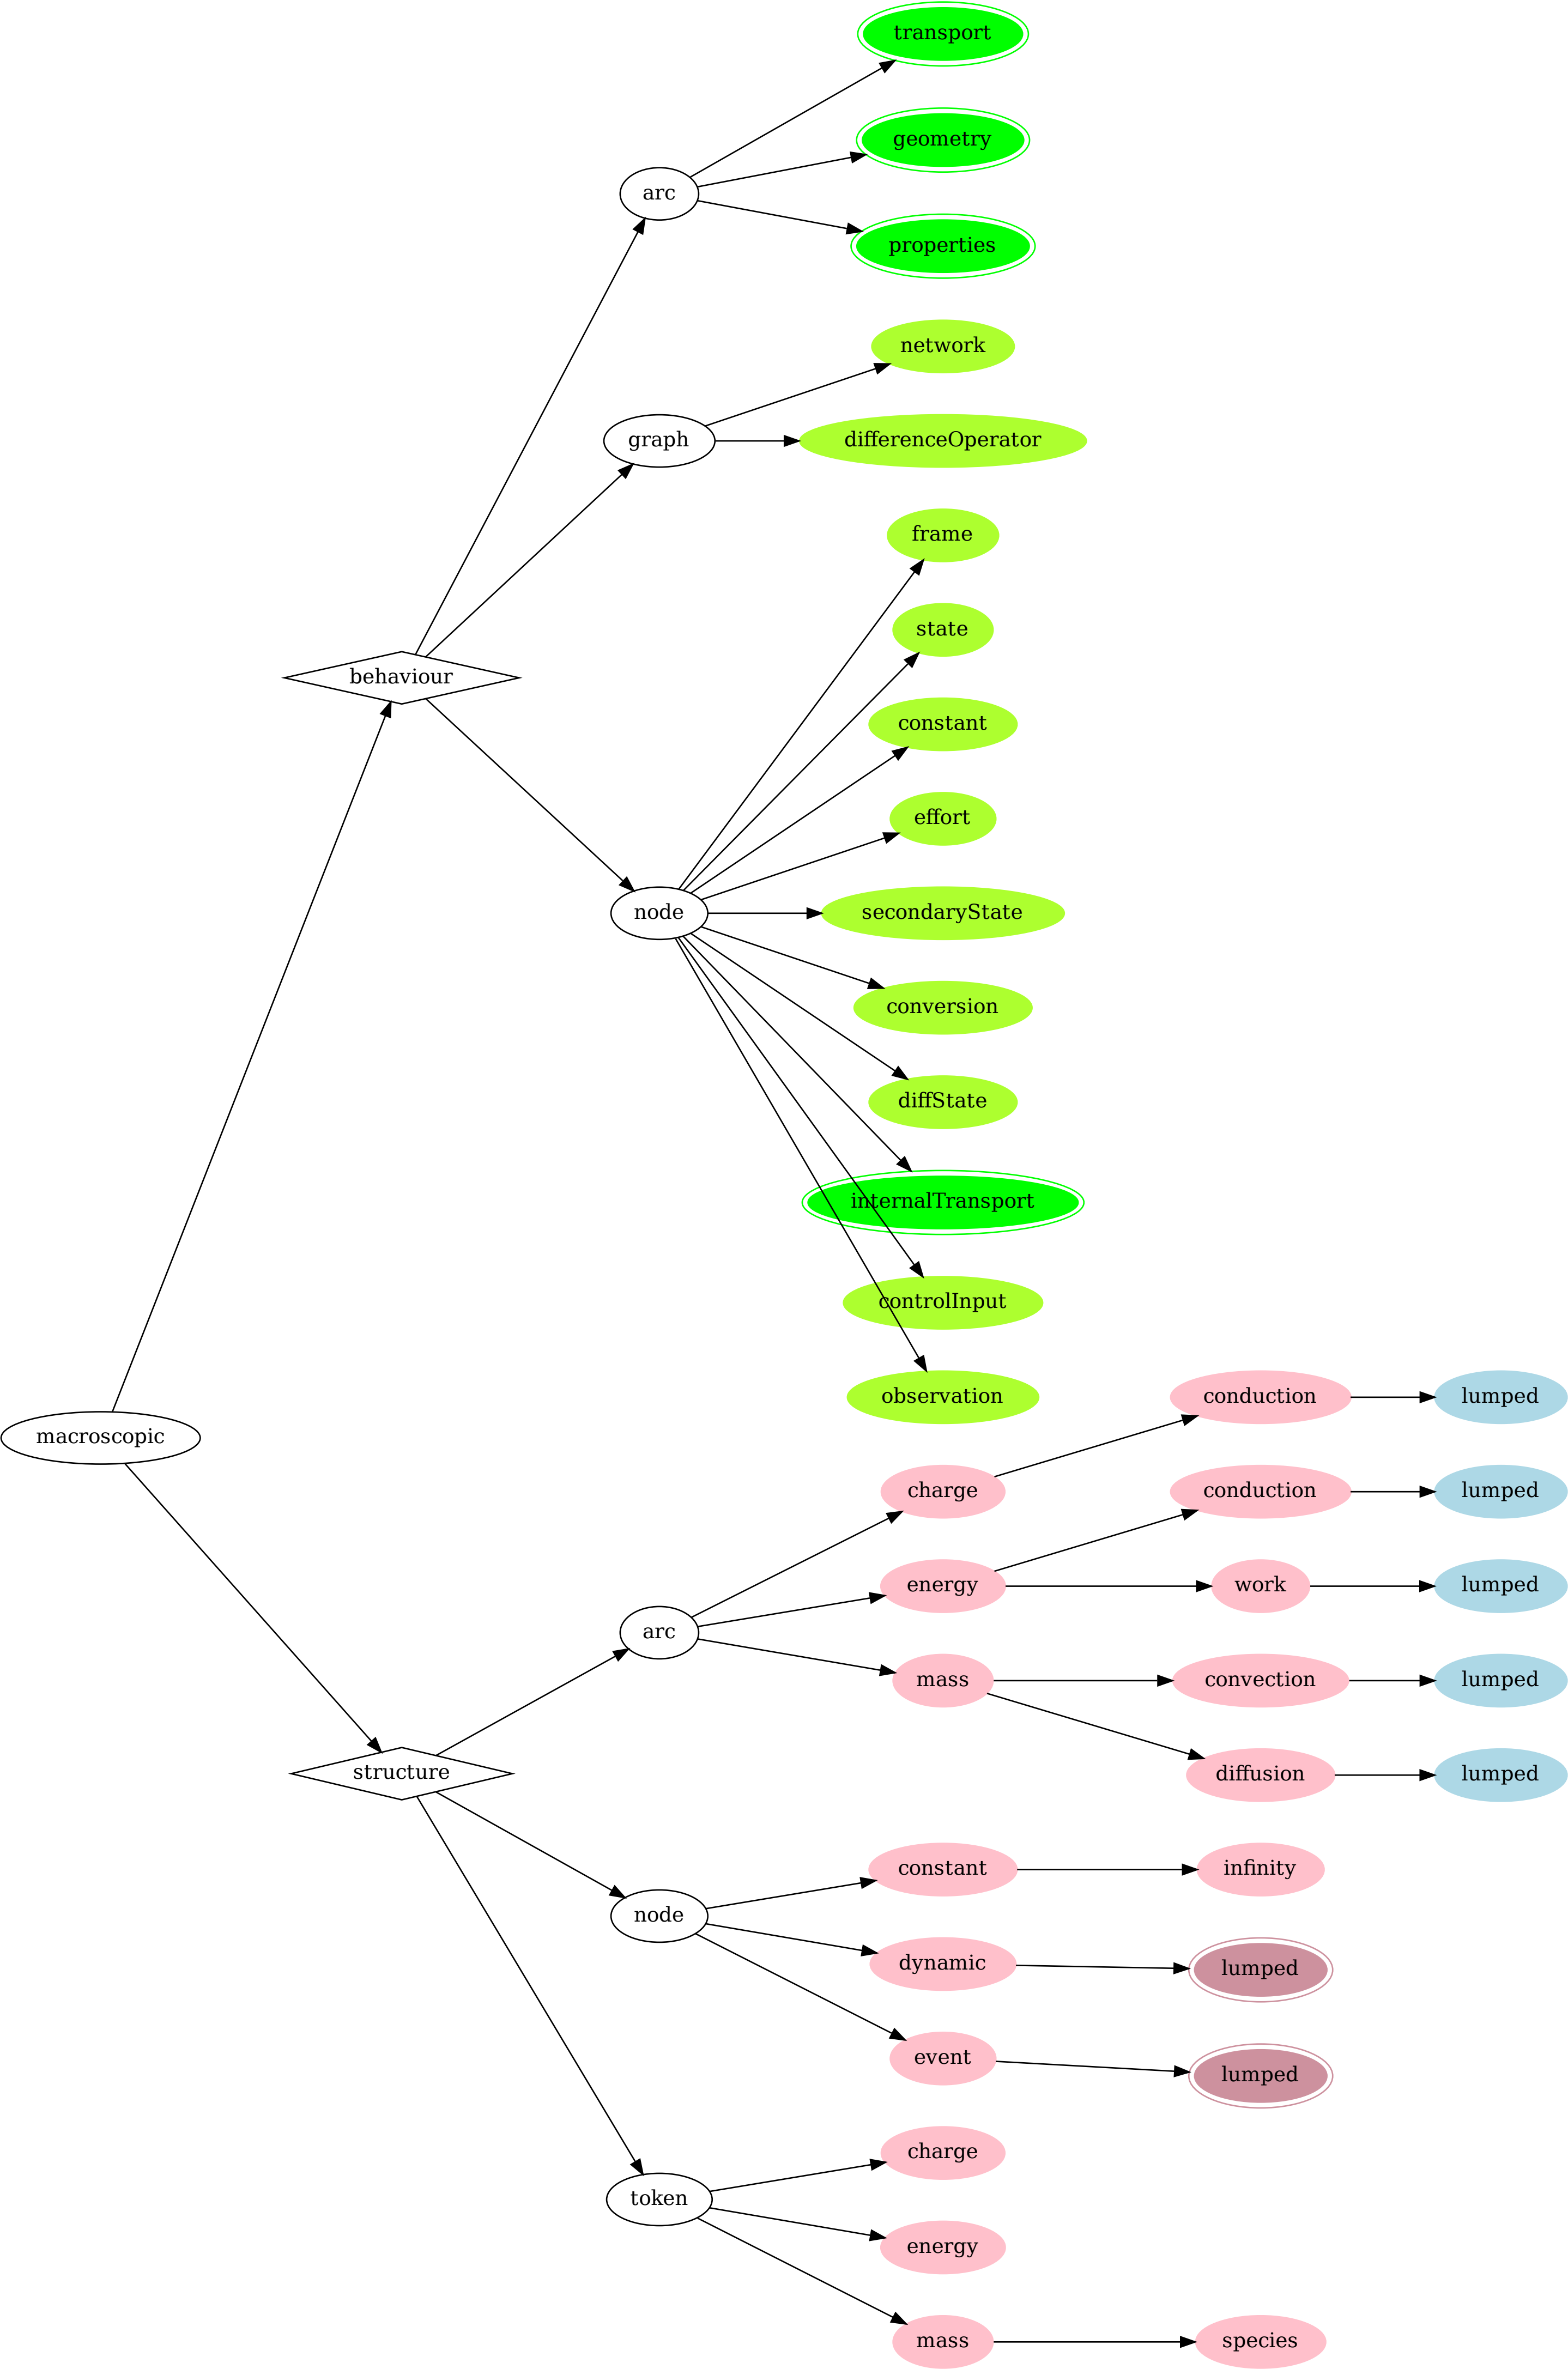 transport
geometry
arc
properties
network
graph
differenceOperator
frame
state
behaviour
constant
effort
node
secondaryState
conversion
diffState
internalTransport
controlInput
observation
conduction
lumped
macroscopic
charge
conduction
lumped
energy
work
lumped
arc
mass
convection
lumped
structure
diffusion
lumped
constant
infinity
node
dynamic
lumped
event
lumped
charge
token
energy
mass
species